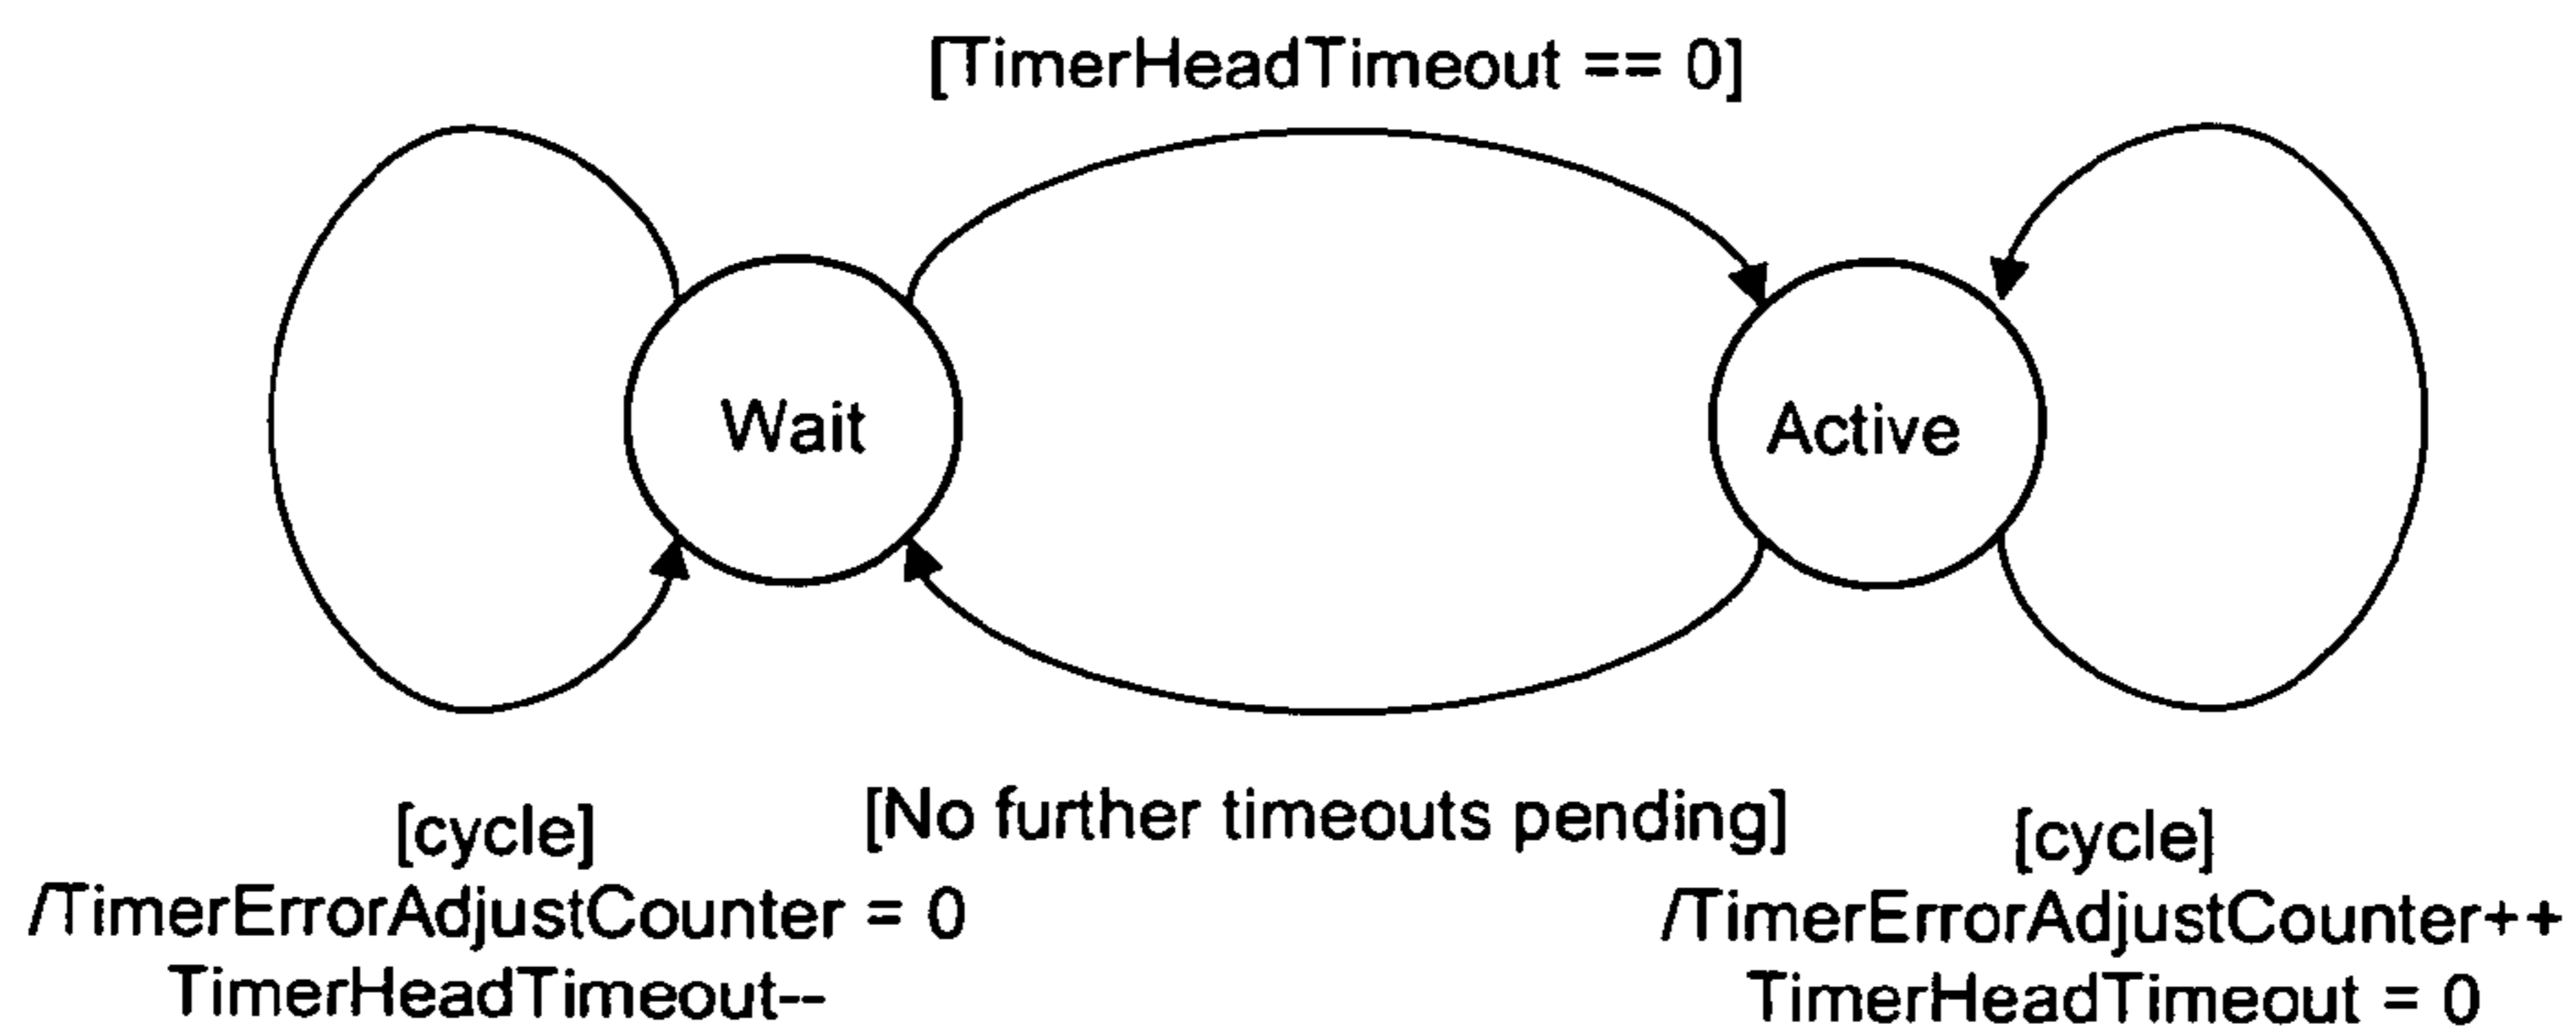 [TimerHeadTimeout == 0]
Wait
Active
[No further timeouts pending]
[cycle]
/TimerErrorAdjustCounter = 0
TimerHeadTimeout--
[cycle]
/TimerErrorAdjustCounter++
TimerHeadTimeout = 0